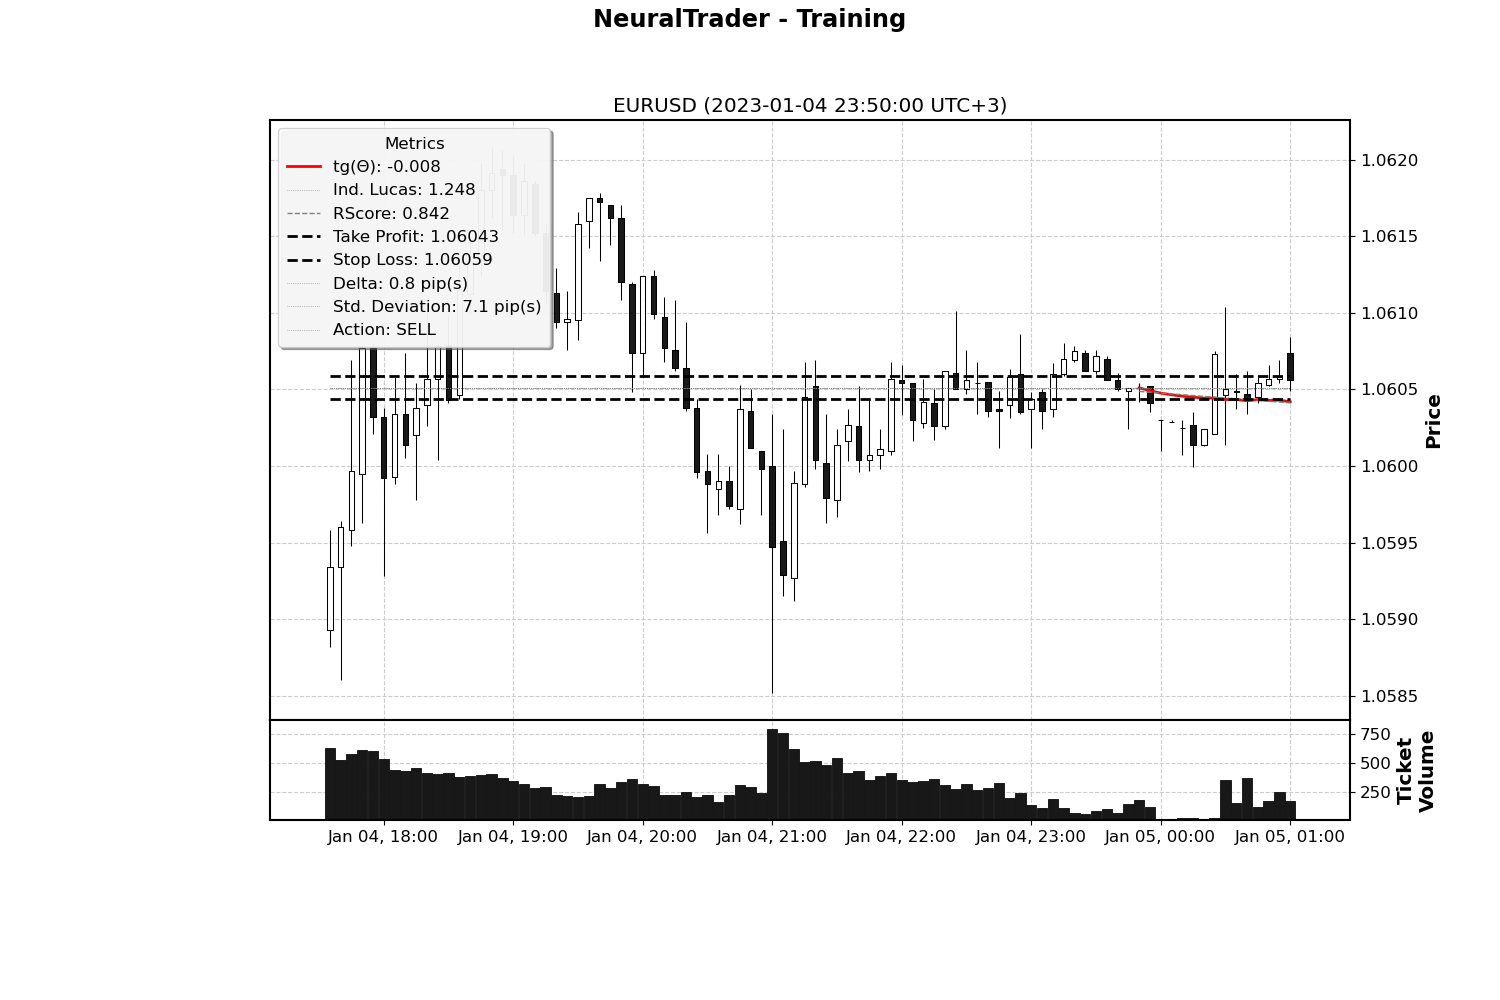 NeuralTrader - Training
EURUSD (2023-01-04 23:50:00 UTC+3)
Metrics
tg(Θ): -0.008
Ind. Lucas: 1.248
RScore: 0.842
Take Profit: 1.06043
Stop Loss: 1.06059
Delta: 0.8 pip(s)
Std. Deviation: 7.1 pip(s)
Action: SELL
1.0620
1.0615
1.0610
1.0605
1.0600
1.0595
1.0590
1.0585
Price
750
500
250
Ticket
Volume
Jan 04, 18:00
Jan 04, 19:00
Jan 04, 20:00
Jan 04, 21:00
Jan 04, 22:00
Jan 04, 23:00
Jan 05, 00:00
Jan 05, 01:00